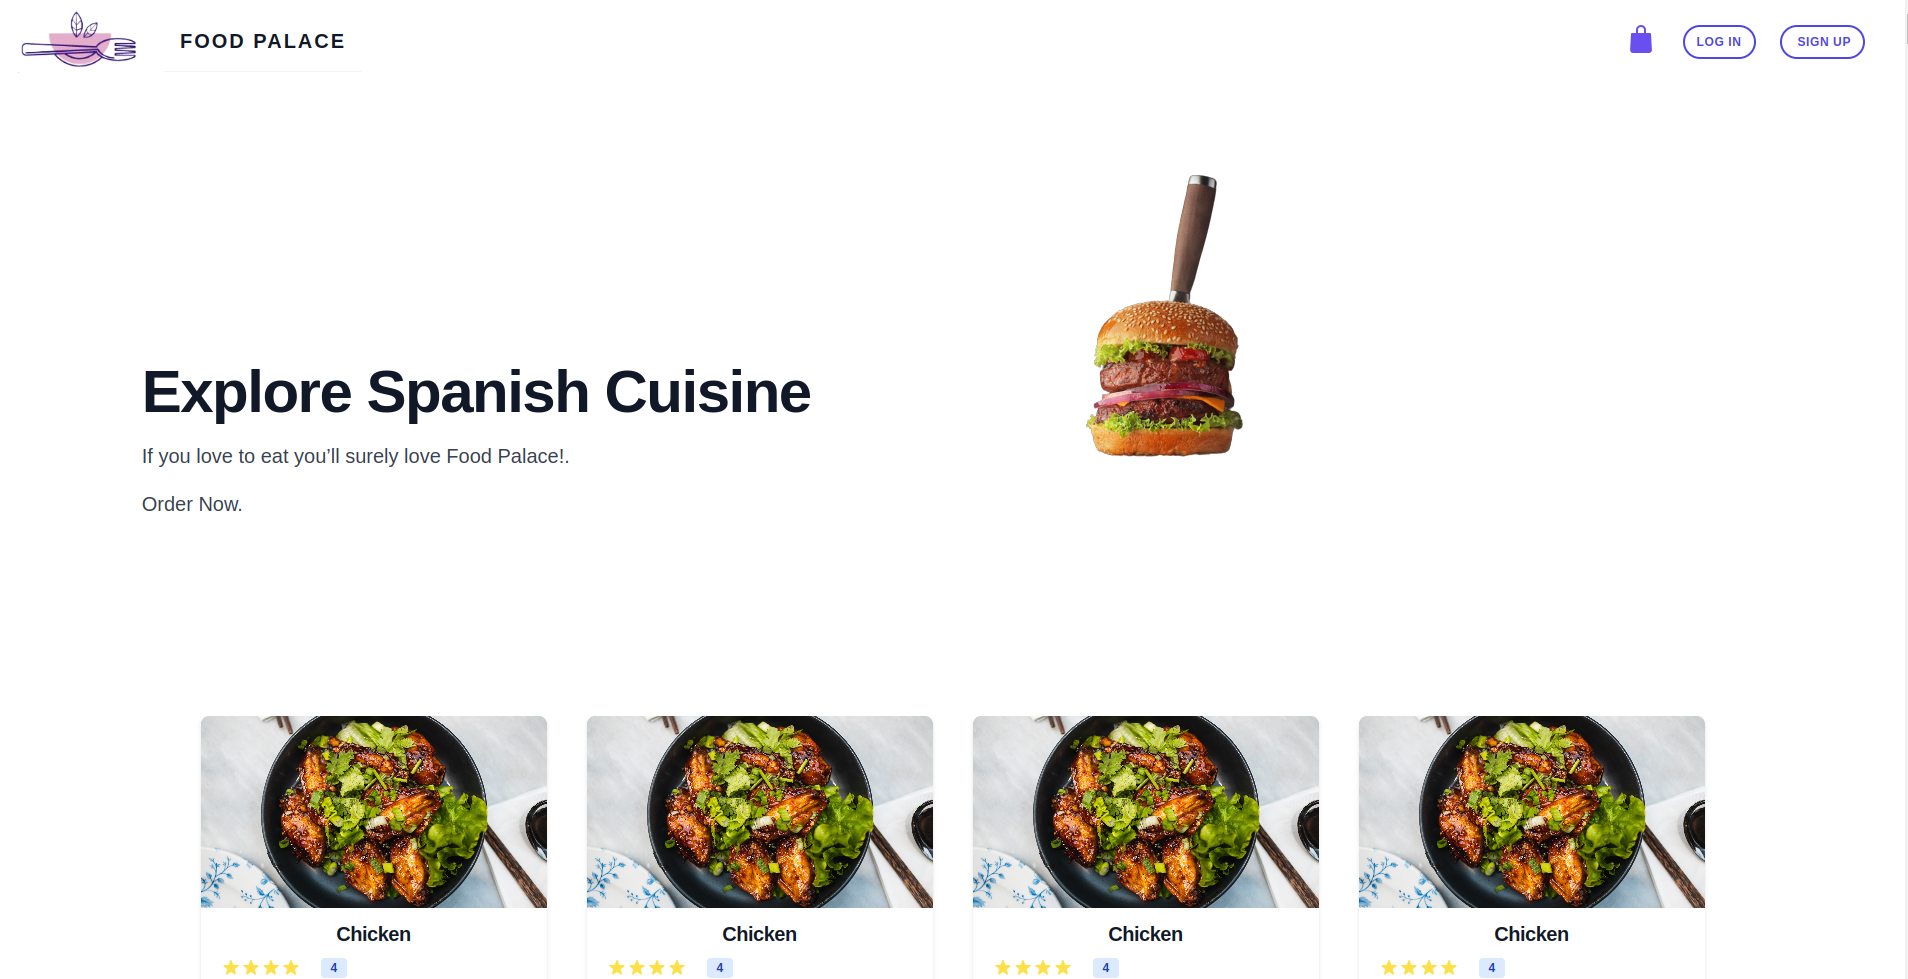 FOOD PALACE
LOG IN
SIGN UP
Explore Spanish Cuisine
If you love to eat you’ll surely love Food Palace!.
Order Now.
Chicken
4
Chicken
4
Chicken
4
Chicken
4